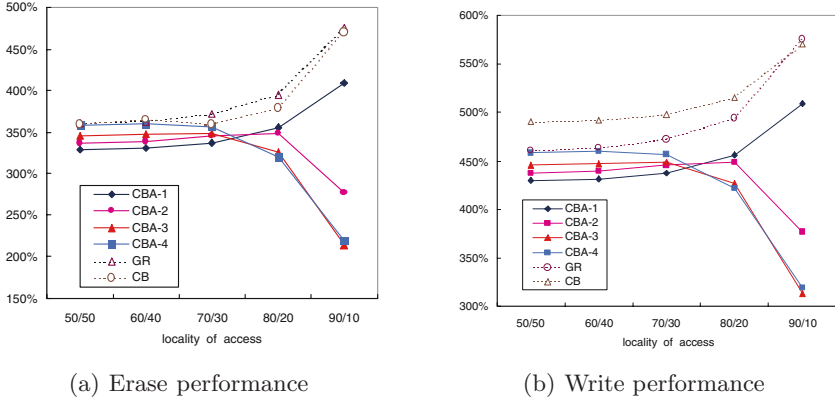 500%
450%
400%
350%
300%
250%
200%
150%
CBA-1
CBA-2
CBA-3
CBA-4
GR
CB
50/50 60/40 70/30 80/20 90/10
locality of access
(a) Erase performance
600%
550%
500%
450%
400%
350%
300%
CBA-1
CBA-2
CBA-3
CBA-4
GR
CB
50/50 60/40 70/30 80/20 90/10
locality of access
(b) Write performance